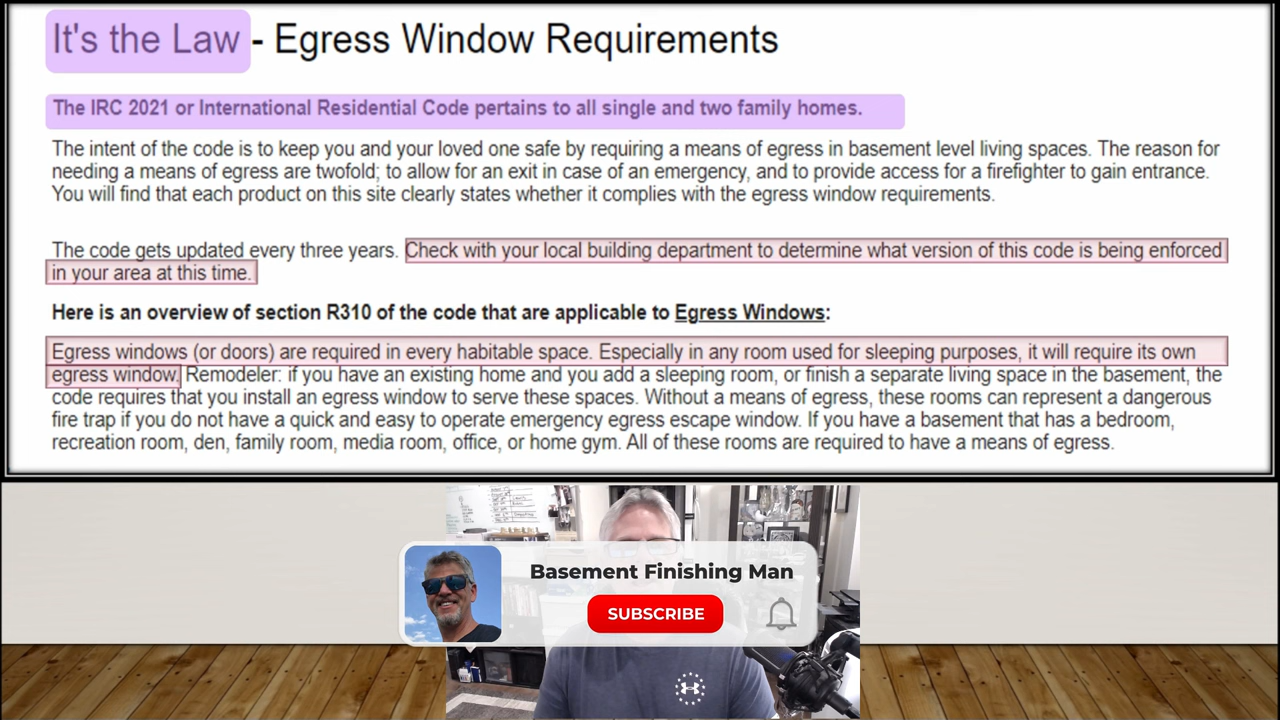 It's the Law - Egress Window Requirements
The IRC 2021 or International Residential Code pertains to all single and two family homes.
The intent of the code is to keep you and your loved one safe by requiring a means of egress in basement level living spaces. The reason for
needing a means of egress are twofold; to allow for an exit in case of an emergency, and to provide access for a firefighter to gain entrance.
You will find that each product on this site clearly states whether it complies with the egress window requirements.
The code gets updated every three years. Check with your local building department to determine what version of this code is being enforced
in your area at this time.
Here is an overview of section R310 of the code that are applicable to Egress Windows:
Egress windows (or doors) are required in every habitable space. Especially in any room used for sleeping purposes, it will require its own
egress window. Remodeler: if you have an existing home and you add a sleeping room, or finish a separate living space in the basement, the
code requires that you install an egress window to serve these spaces. Without a means of egress, these rooms can represent a dangerous
fire trap if you do not have a quick and easy to operate emergency egress escape window. If you have a basement that has a bedroom,
recreation room, den, family room, media room, office, or home gym. All of these rooms are required to have a means of egress.
Basement Finishing Man
SUBSCRIBE